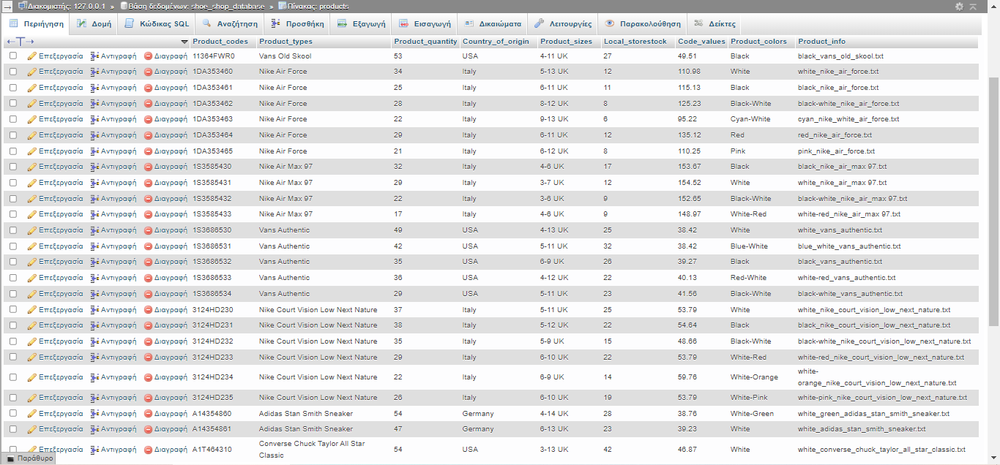 Διακομιστής: 127.0.0.1 » Βάση δεδομένων: shoe_shop_database » Πίνακας: products
Περιήγηση Δομή Κώδικας SQL Αναζήτηση Προσθήκη Εξαγωγή Εισαγωγή Δικαιώματα Λειτουργίες Παρακολούθηση Δείκτες
Product_codes Product_types Product_quantity Country_of_origin Product_sizes Local_storestock Code_values Product_colors Product_info
Επεξεργασία Αντιγραφή Διαγραφή 11364FWR0 Vans Old Skool 53 USA 4-11 UK 27 49.51 Black black_vans_old_skool.txt
Επεξεργασία Αντιγραφή Διαγραφή 1DA353460 Nike Air Force 34 Italy 5-13 UK 12 110.98 White white_nike_air_force.txt
Επεξεργασία Αντιγραφή Διαγραφή 1DA353461 Nike Air Force 25 Italy 6-11 UK 11 115.13 Black black_nike_air_force.txt
Επεξεργασία Αντιγραφή Διαγραφή 1DA353462 Nike Air Force 28 Italy 8-12 UK 8 125.23 Black-White black-white_nike_air_force.txt
Επεξεργασία Αντιγραφή Διαγραφή 1DA353463 Nike Air Force 22 Italy 9-13 UK 6 95.22 Cyan-White cyan_nike_white_air_force.txt
Επεξεργασία Αντιγραφή Διαγραφή 1DA353464 Nike Air Force 29 Italy 6-11 UK 12 135.12 Red red_nike_air_force.txt
Επεξεργασία Αντιγραφή Διαγραφή 1DA353465 Nike Air Force 21 Italy 6-12 UK 8 110.25 Pink pink_nike_air_force.txt
Επεξεργασία Αντιγραφή Διαγραφή 1S3585430 Nike Air Max 97 32 Italy 4-6 UK 17 153.67 Black black_nike_air_max 97.txt
Επεξεργασία Αντιγραφή Διαγραφή 1S3585431 Nike Air Max 97 29 Italy 3-7 UK 12 154.52 White white_nike_air_max 97.txt
Επεξεργασία Αντιγραφή Διαγραφή 1S3585432 Nike Air Max 97 22 Italy 3-6 UK 9 152.65 Black-White black-white_nike_air_max 97.txt
Επεξεργασία Αντιγραφή Διαγραφή 1S3585433 Nike Air Max 97 17 Italy 4-6 UK 9 148.97 White-Red white-red_nike_air_max 97.txt
Επεξεργασία Αντιγραφή Διαγραφή 1S3686530 Vans Authentic 49 USA 4-13 UK 25 38.42 White white_vans_authentic.txt
Επεξεργασία Αντιγραφή Διαγραφή 1S3686531 Vans Authentic 42 USA 5-11 UK 32 38.42 Blue-White blue_white_vans_authentic.txt
Επεξεργασία Αντιγραφή Διαγραφή 1S3686532 Vans Authentic 35 USA 6-9 UK 26 39.27 Black black_vans_authentic.txt
Επεξεργασία Αντιγραφή Διαγραφή 1S3686533 Vans Authentic 36 USA 4-12 UK 22 40.13 Red-White white-red_vans_authentic.txt
Επεξεργασία Αντιγραφή Διαγραφή 1S3686534 Vans Authentic 29 USA 5-11 UK 23 41.56 Black-White black-white_vans_authentic.txt
Επεξεργασία Αντιγραφή Διαγραφή 3124HD230 Nike Court Vision Low Next Nature 37 Italy 5-11 UK 25 53.79 White white_nike_court_vision_low_next_nature.txt
Επεξεργασία Αντιγραφή Διαγραφή 3124HD231 Nike Court Vision Low Next Nature 38 Italy 5-12 UK 22 54.64 Black black_nike_court_vision_low_next_nature.txt
Επεξεργασία Αντιγραφή Διαγραφή 3124HD232 Nike Court Vision Low Next Nature 35 Italy 5-9 UK 15 48.66 Black-White black-white_nike_court_vision_low_next_nature.txt
Επεξεργασία Αντιγραφή Διαγραφή 3124HD233 Nike Court Vision Low Next Nature 29 Italy 6-10 UK 22 53.79 White-Red white-red_nike_court_vision_low_next_nature.txt
Επεξεργασία Αντιγραφή Διαγραφή 3124HD234 Nike Court Vision Low Next Nature 22 Italy 6-9 UK 14 59.76 White-Orange white-
orange_nike_court_vision_low_next_nature.txt
Επεξεργασία Αντιγραφή Διαγραφή 3124HD235 Nike Court Vision Low Next Nature 26 Italy 6-10 UK 19 53.79 White-Pink white-pink_nike_court_vision_low_next_nature.txt
Επεξεργασία Αντιγραφή Διαγραφή A14354860 Adidas Stan Smith Sneaker 54 Germany 4-14 UK 28 38.76 White-Green white_green_adidas_stan_smith_sneaker.txt
Επεξεργασία Αντιγραφή Διαγραφή A14354861 Adidas Stan Smith Sneaker 47 Germany 6-13 UK 23 39.23 White white_adidas_stan_smith_sneaker.txt
Επεξεργασία Αντιγραφή Διαγραφή A1T464310 Converse Chuck Taylor All Star 54 USA 3-13 UK 42 46.87 White white_converse_chuck_taylor_all_star_classic.txt
Classic
Παράθυρο